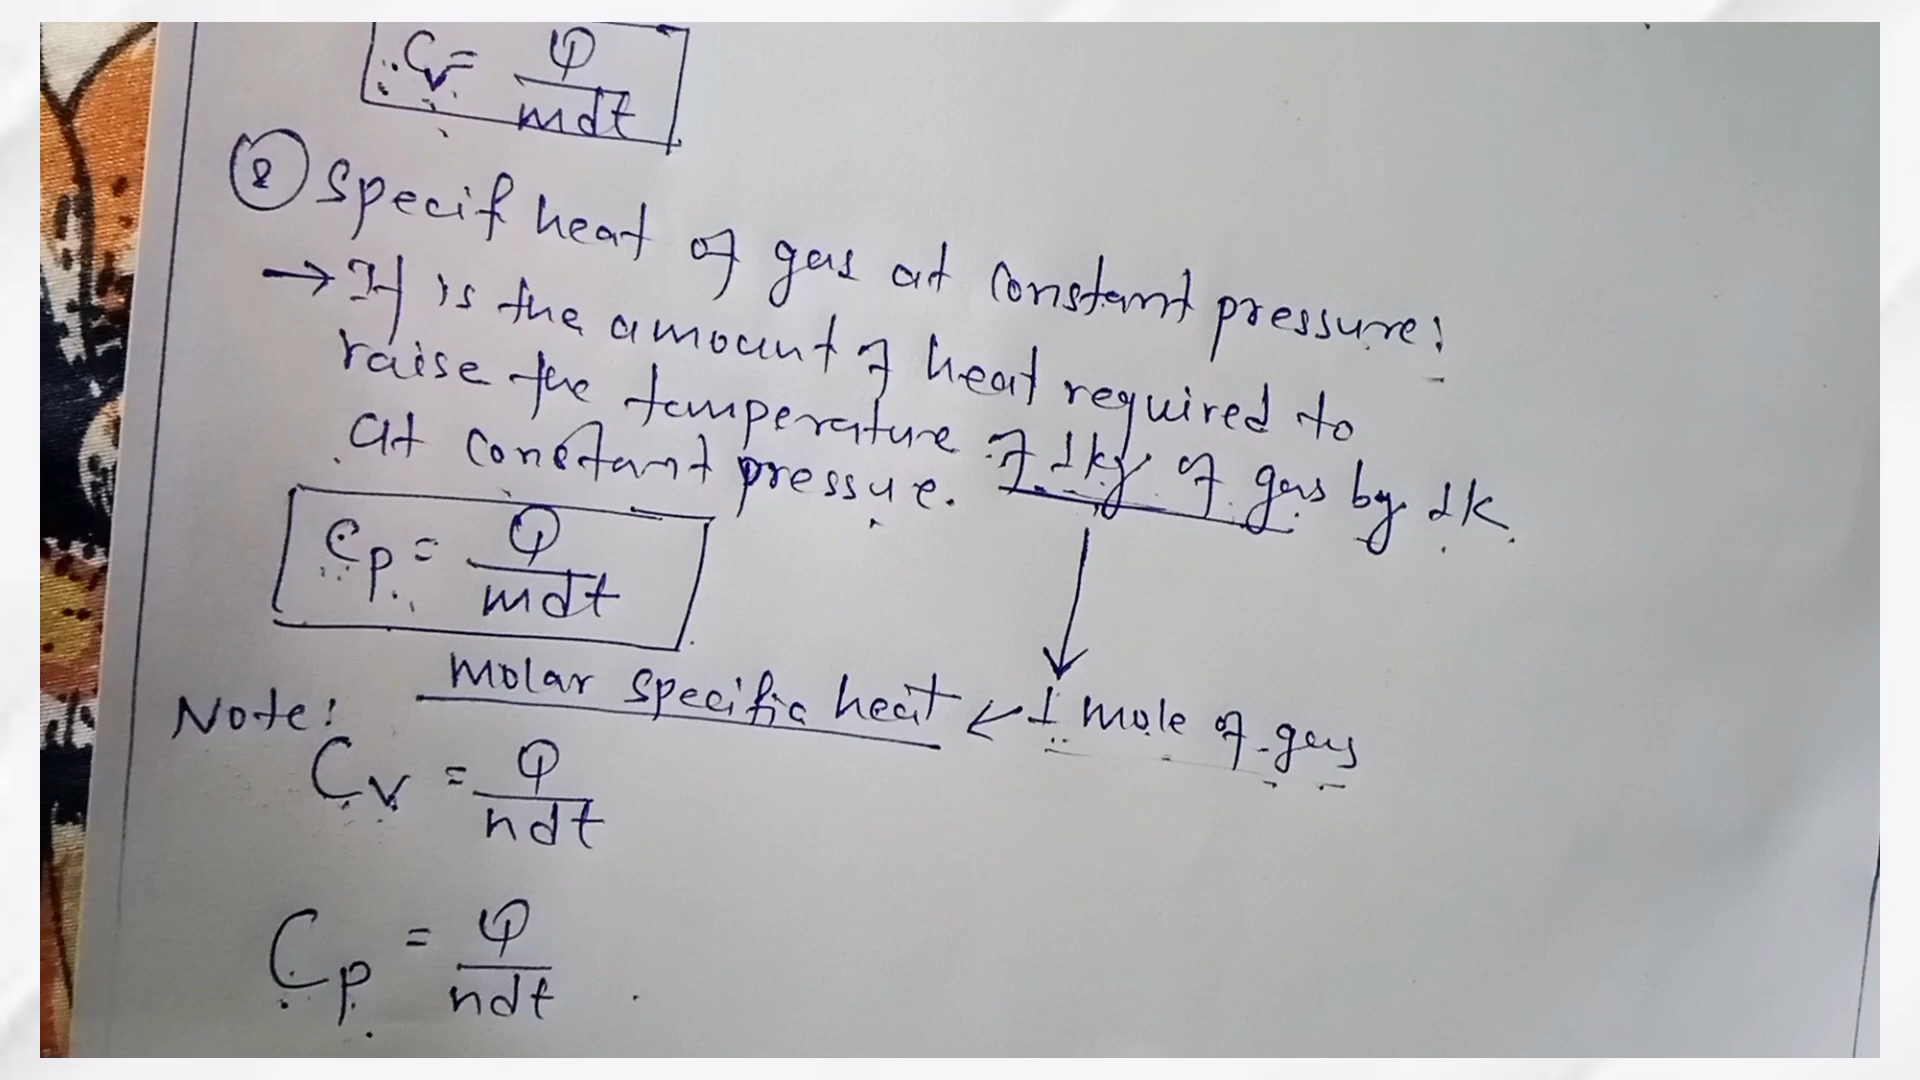 Cv = Q/mdt
② Specif heat of gas at constant pressure:
→ It is the amount of heat required to
raise the temperature of 1kg of gas by 1K
at constant pressue.
Cp = Q/mdt
Molar specific heat ← 1 mole of gas
Note:
Cv = Q/ndt
Cp = Q/ndt